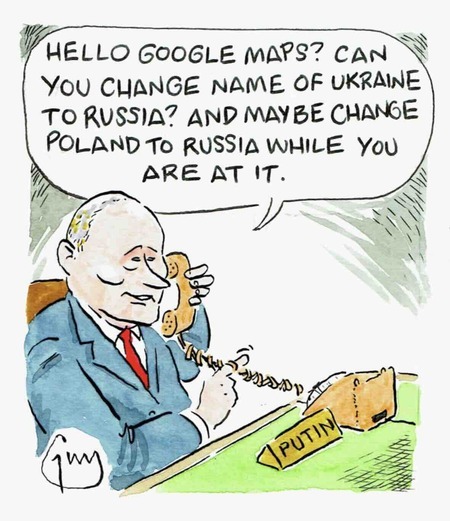 HELLO GOOGLE MAPS? CAN
YOU CHANGE NAME OF UKRAINE
TO RUSSIA? AND MAYBE CHANGE
POLAND TO RUSSIA WHILE YOU
ARE AT IT.
PUTIN